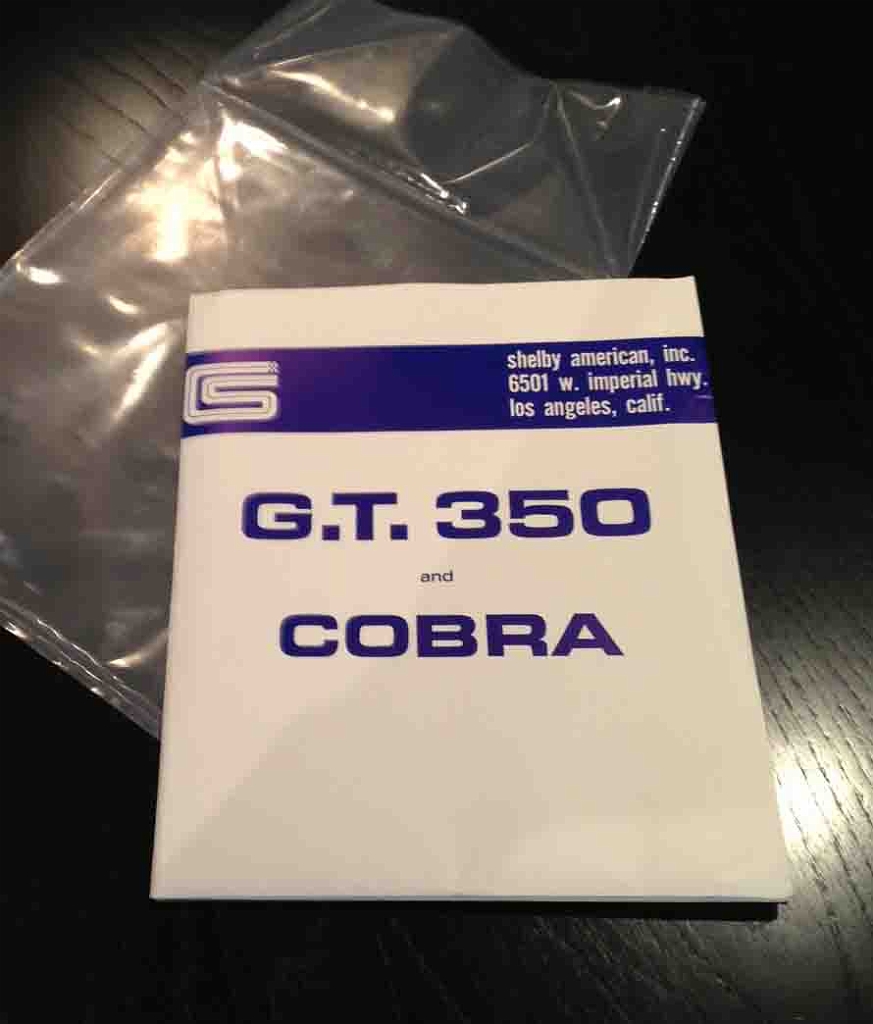 shelby american, inc.
6501 w. imperial hwy.
los angeles, calif.
G.T. 350
and
COBRA